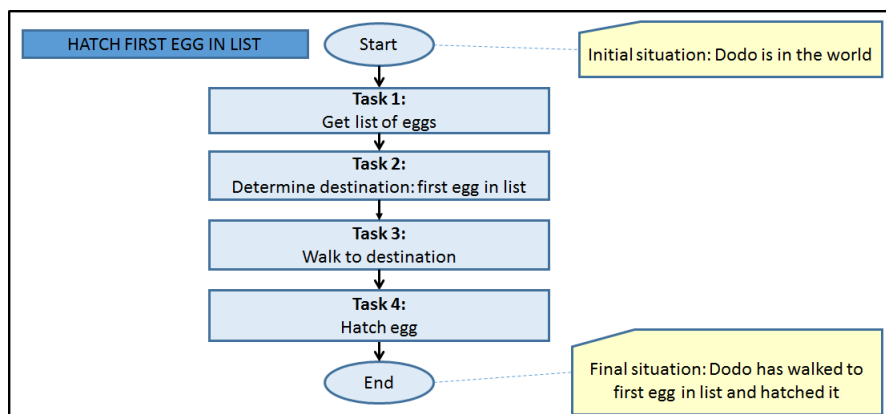 HATCH FIRST EGG IN LIST
Start
Initial situation: Dodo is in the world
Task 1:
Get list of eggs
Task 2:
Determine destination: first egg in list
Task 3:
Walk to destination
Task 4:
Hatch egg
End
Final situation: Dodo has walked to
first egg in list and hatched it